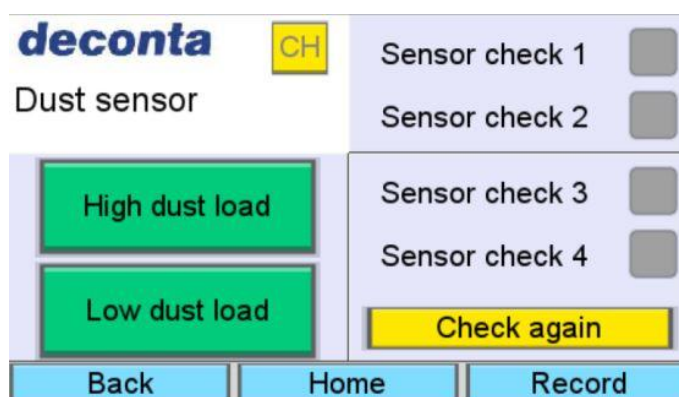 deconta
CH
Dust sensor
Sensor check 1
Sensor check 2
High dust load
Low dust load
Sensor check 3
Sensor check 4
Check again
Back
Home
Record